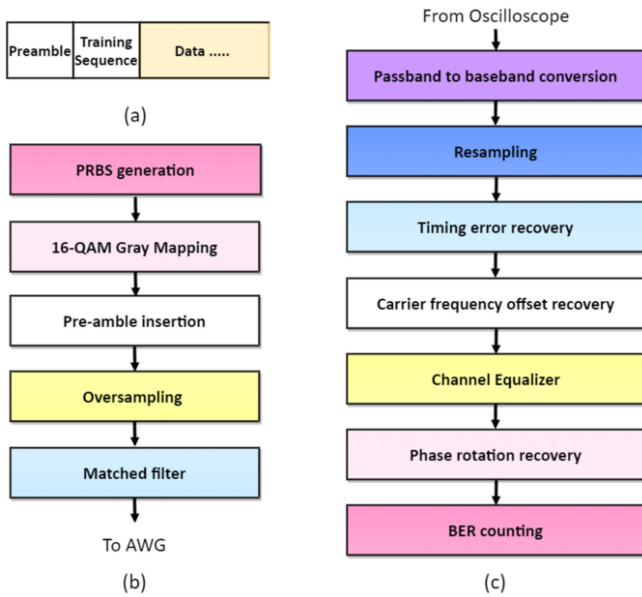 Preamble
Training
Sequence
Data .....
(a)
PRBS generation
16-QAM Gray Mapping
Pre-amble insertion
Oversampling
Matched filter
To AWG
(b)
From Oscilloscope
Passband to baseband conversion
Resampling
Timing error recovery
Carrier frequency offset recovery
Channel Equalizer
Phase rotation recovery
BER counting
(c)